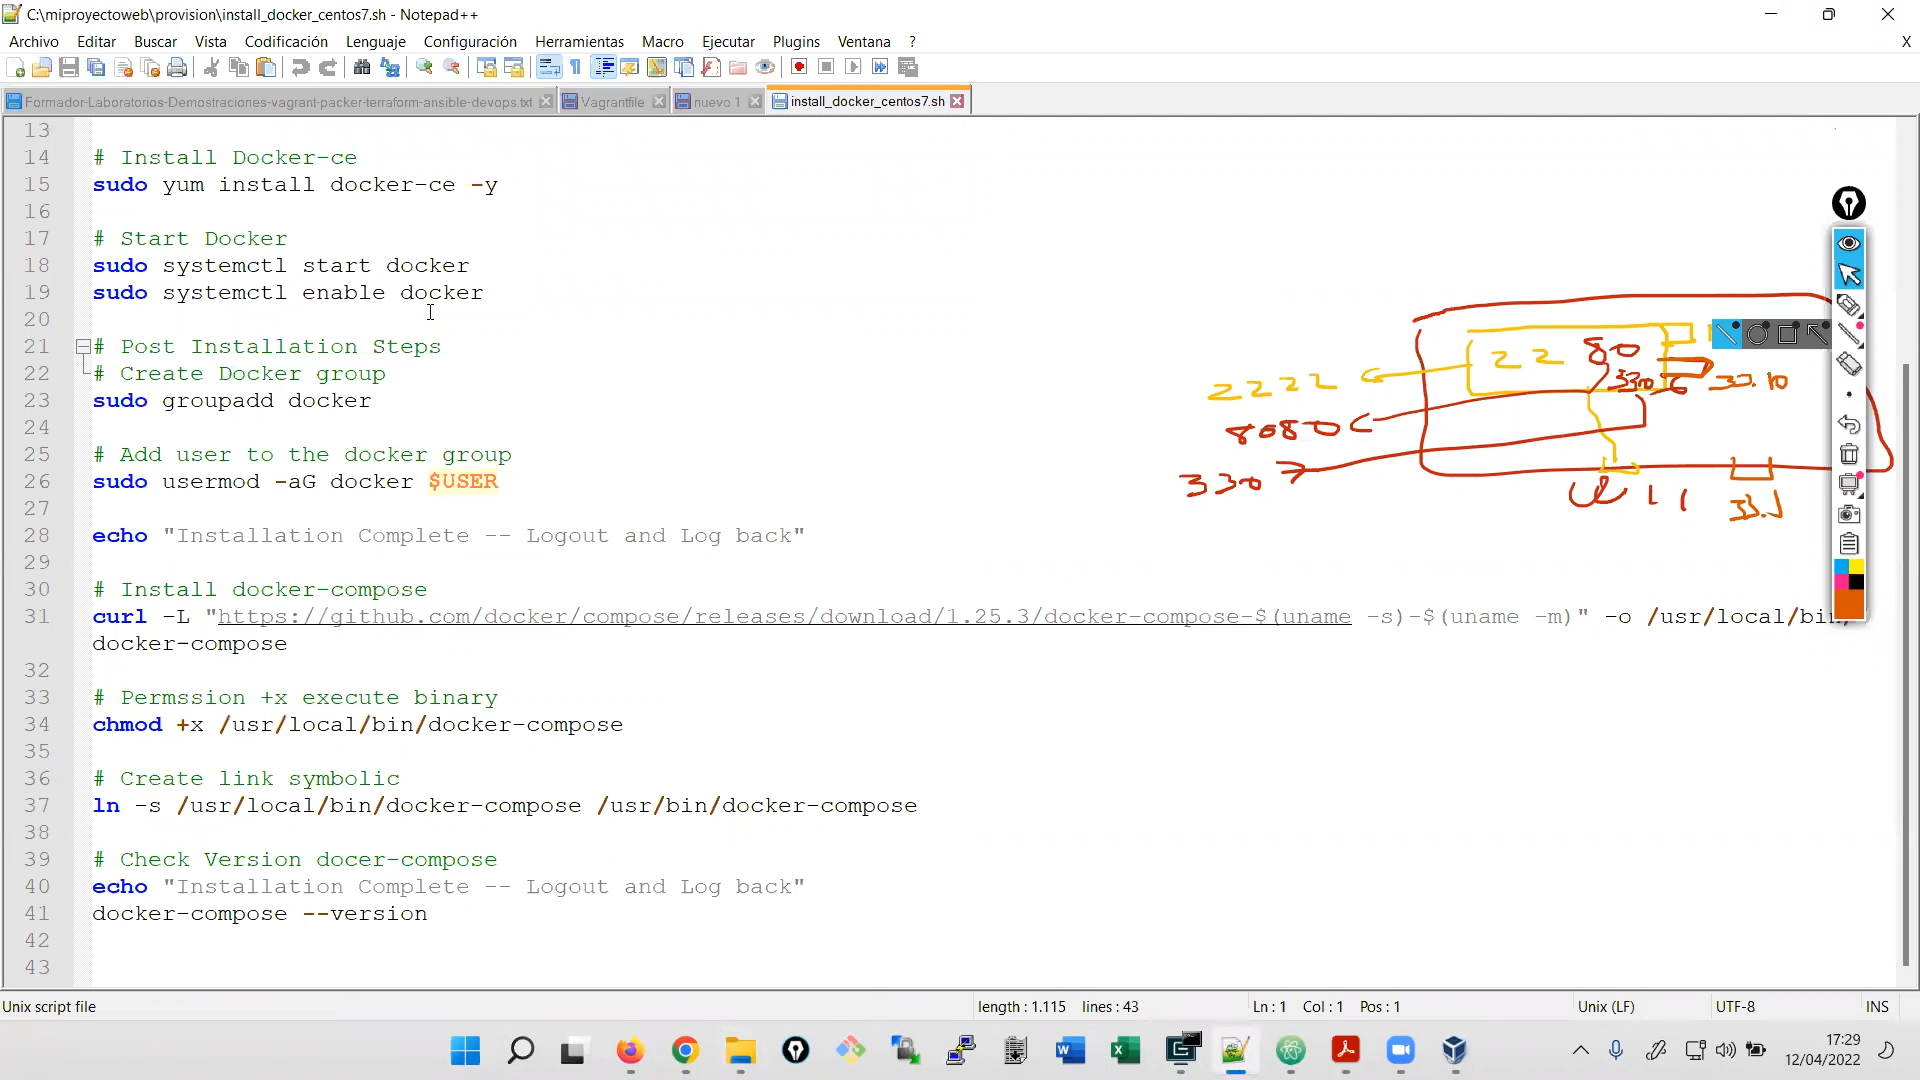 C:\miproyectoweb\provision\install_docker_centos7.sh - Notepad++
Archivo Editar Buscar Vista Codificación Lenguaje Configuración Herramientas Macro Ejecutar Plugins Ventana ? X
Formador-Laboratorios-Demostraciones-vagrant-packer-terraform-ansible-devops.txt Vagrantfile nuevo 1 install_docker_centos7.sh
13
14 # Install Docker-ce
15 sudo yum install docker-ce -y
16
17 # Start Docker
18 sudo systemctl start docker
19 sudo systemctl enable docker
20
21 # Post Installation Steps
22 # Create Docker group
23 sudo groupadd docker
24
25 # Add user to the docker group
26 sudo usermod -aG docker $USER
27
28 echo "Installation Complete -- Logout and Log back"
29
30 # Install docker-compose
31 curl -L "https://github.com/docker/compose/releases/download/1.25.3/docker-compose-$(uname -s)-$(uname -m)" -o /usr/local/bin/
docker-compose
32
33 # Permssion +x execute binary
34 chmod +x /usr/local/bin/docker-compose
35
36 # Create link symbolic
37 ln -s /usr/local/bin/docker-compose /usr/bin/docker-compose
38
39 # Check Version docer-compose
40 echo "Installation Complete -- Logout and Log back"
41 docker-compose --version
42
43
22 80
2222 3306 33.10
8080
330
33.1
Unix script file length : 1.115 lines : 43 Ln : 1 Col : 1 Pos : 1 Unix (LF) UTF-8 INS
17:29
12/04/2022